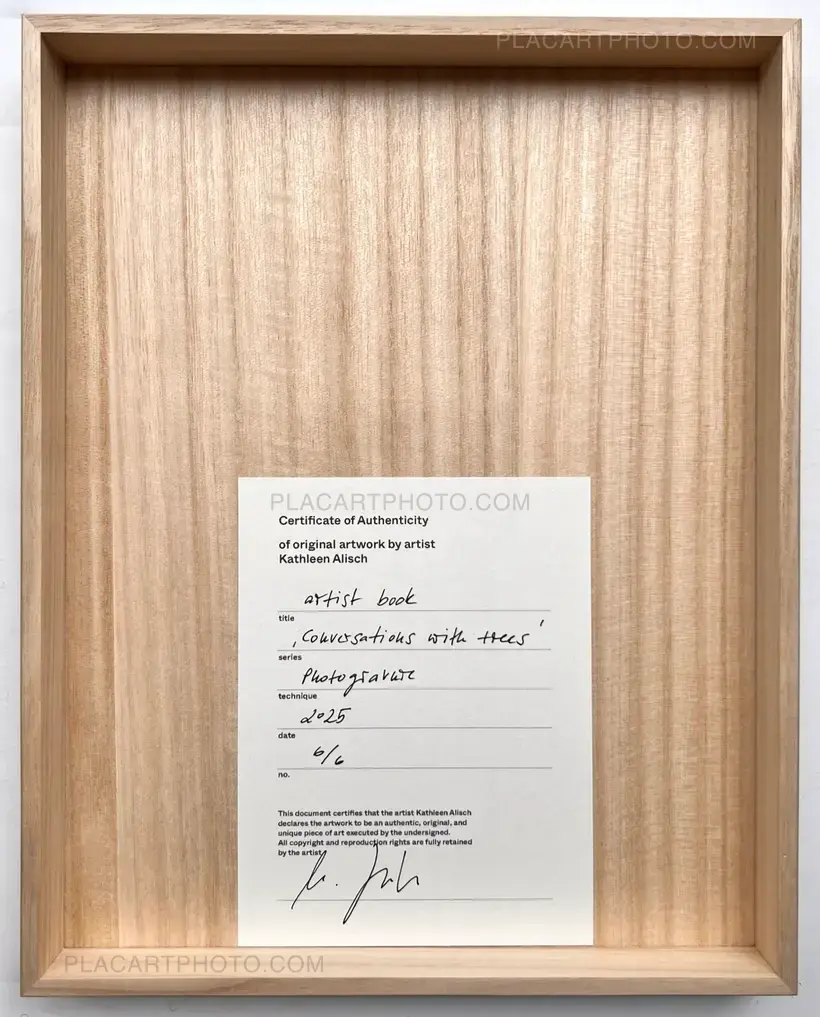 PLACARTPHOTO.COM
PLACARTPHOTO.COM
Certificate of Authenticity
of original artwork by artist
Kathleen Alisch
artist book
title
‚Conversations with trees'
series
Photogravure
technique
2025
date
6/6
no.
This document certifies that the artist Kathleen Alisch
declares the artwork to be an authentic, original, and
unique piece of art executed by the undersigned.
All copyright and reproduction rights are fully retained
by the artist.
PLACARTPHOTO.COM